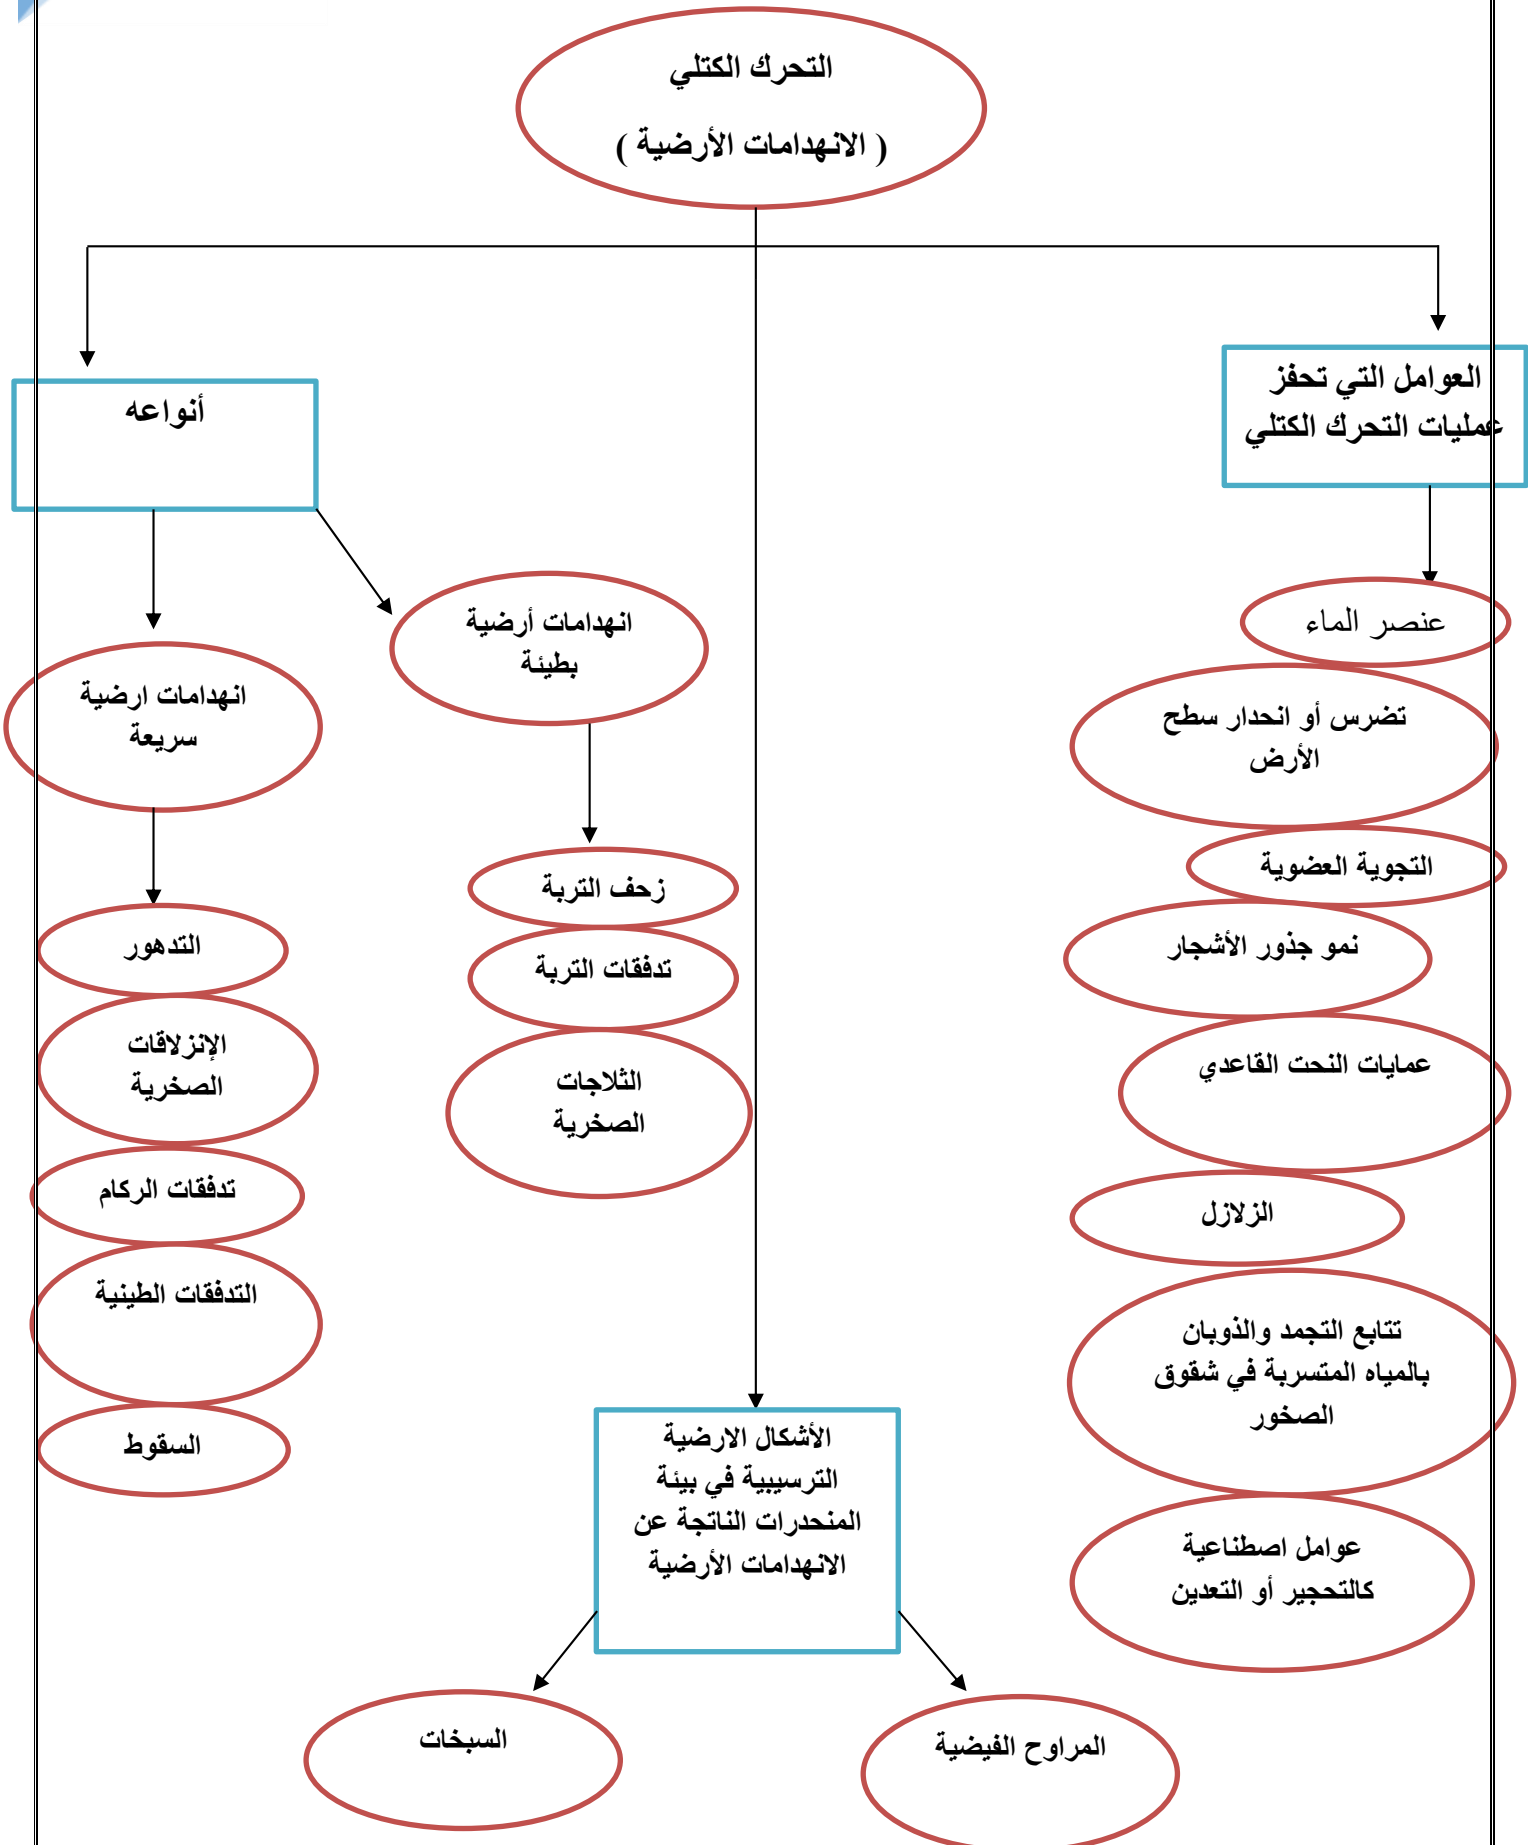 التحرك الكتلي
( الانهدامات الأرضية )
العوامل التي تحفز
عمليات التحرك الكتلي
عنصر الماء
تضرس أو انحدار سطح
الأرض
التجوية العضوية
نمو جذور الأشجار
عمايات النحت القاعدي
الزلازل
تتابع التجمد والذوبان
بالمياه المتسربة في شقوق
الصخور
عوامل اصطناعية
كالتحجير أو التعدين
أنواعه
انهدامات أرضية
بطيئة
زحف التربة
تدفقات التربة
الثلاجات
الصخرية
انهدامات ارضية
سريعة
التدهور
الإنزلاقات
الصخرية
تدفقات الركام
التدفقات الطينية
السقوط
الأشكال الارضية
الترسيبية في بيئة
المنحدرات الناتجة عن
الانهدامات الأرضية
المراوح الفيضية
السبخات